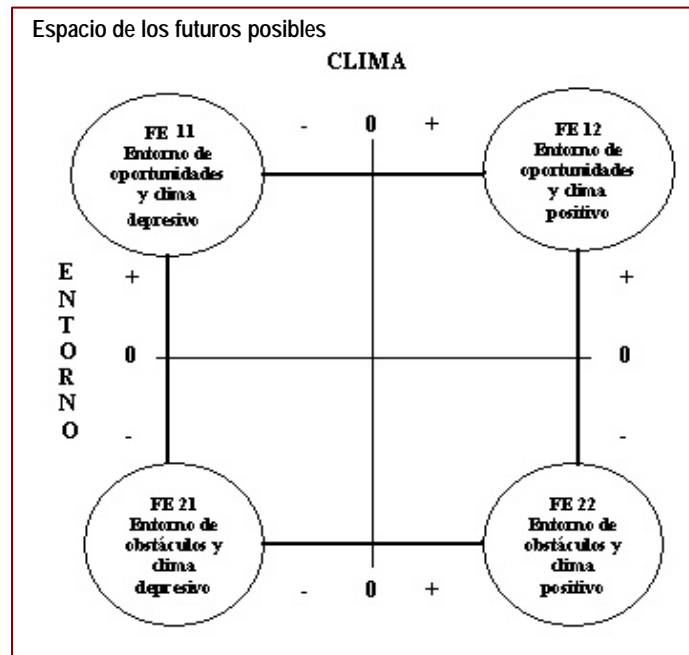 Espacio de los futuros posibles
CLIMA
- 0 +
FE 11
Entorno de
oportunidades
y clima
depresivo
FE 12
Entorno de
oportunidades
y clima
positivo
E
N
T
O
R
N
O
+
0
-
+
0
-
FE 21
Entorno de
obstáculos y
clima
depresivo
FE 22
Entorno de
obstáculos y
clima
positivo
- 0 +